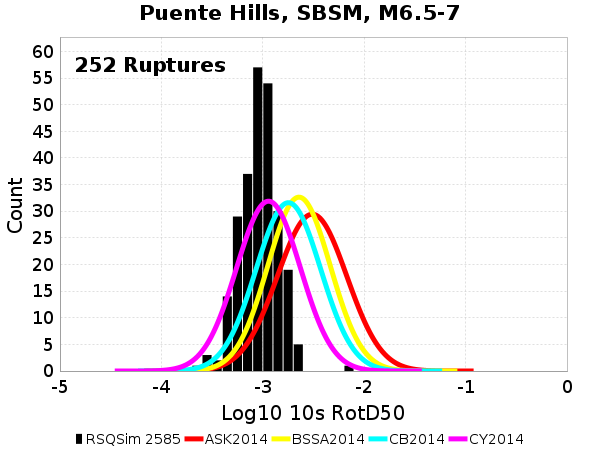 Puente Hills, SBSM, M6.5-7
252 Ruptures
60
55
50
45
40
35
30
25
20
15
10
5
0
Count
-5 -4 -3 -2 -1 0
Log10 10s RotD50
RSQSim 2585 ASK2014 BSSA2014 CB2014 CY2014